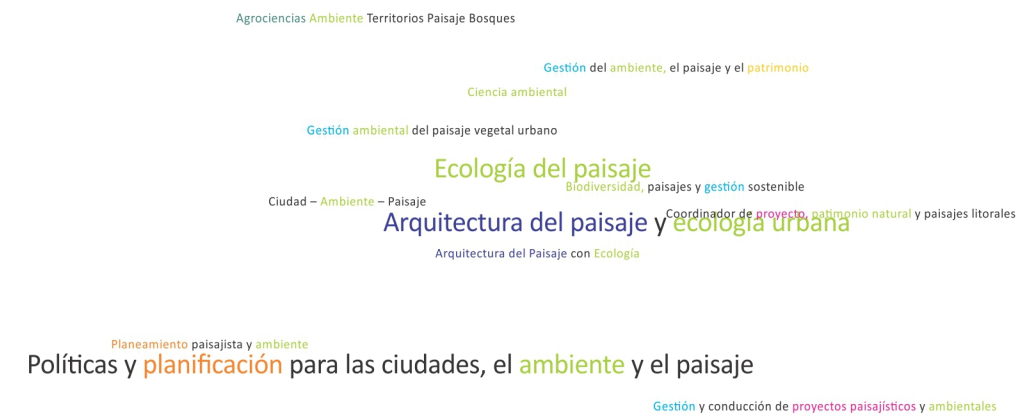 Agrociencias Ambiente Territorios Paisaje Bosques
Gestión del ambiente, el paisaje y el patrimonio
Ciencia ambiental
Gestión ambiental del paisaje vegetal urbano
Ecología del paisaje
Biodiversidad, paisajes y gestión sostenible
Ciudad – Ambiente – Paisaje
Coordinador de proyecto, patimonio natural y paisajes litorales
Arquitectura del paisaje y ecología urbana
Arquitectura del Paisaje con Ecología
Planeamiento paisajista y ambiente
Políticas y planificación para las ciudades, el ambiente y el paisaje
Gestión y conducción de proyectos paisajísticos y ambientales